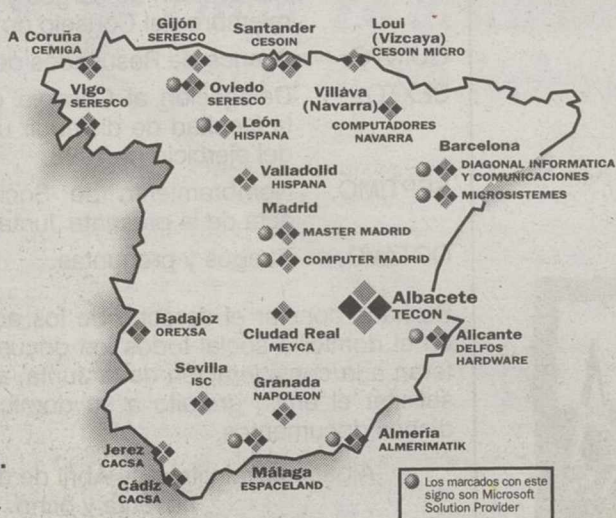 A Coruña
CEMIGA
Gijón
SERESCO
Santander
CESOIN
Loui
(Vizcaya)
CESOIN MICRO
Vigo
SERESCO
Oviedo
SERESCO
León
HISPANA
Villáva
(Navarra)
COMPUTADORES
NAVARRA
Barcelona
DIAGONAL INFORMATICA
Y COMUNICACIONES
MICROSISTEMES
Valladolid
HISPANA
Madrid
MASTER MADRID
COMPUTER MADRID
Albacete
TECON
Badajoz
OREXSA
Ciudad Real
MEYCA
Alicante
DELFOS
HARDWARE
Sevilla
ISC
Granada
NAPOLEON
Jerez
CACSA
Cádiz
CACSA
Málaga
ESPACELAND
Almería
ALMERIMATIK
Los marcados con este
signo son Microsoft
Solution Provider